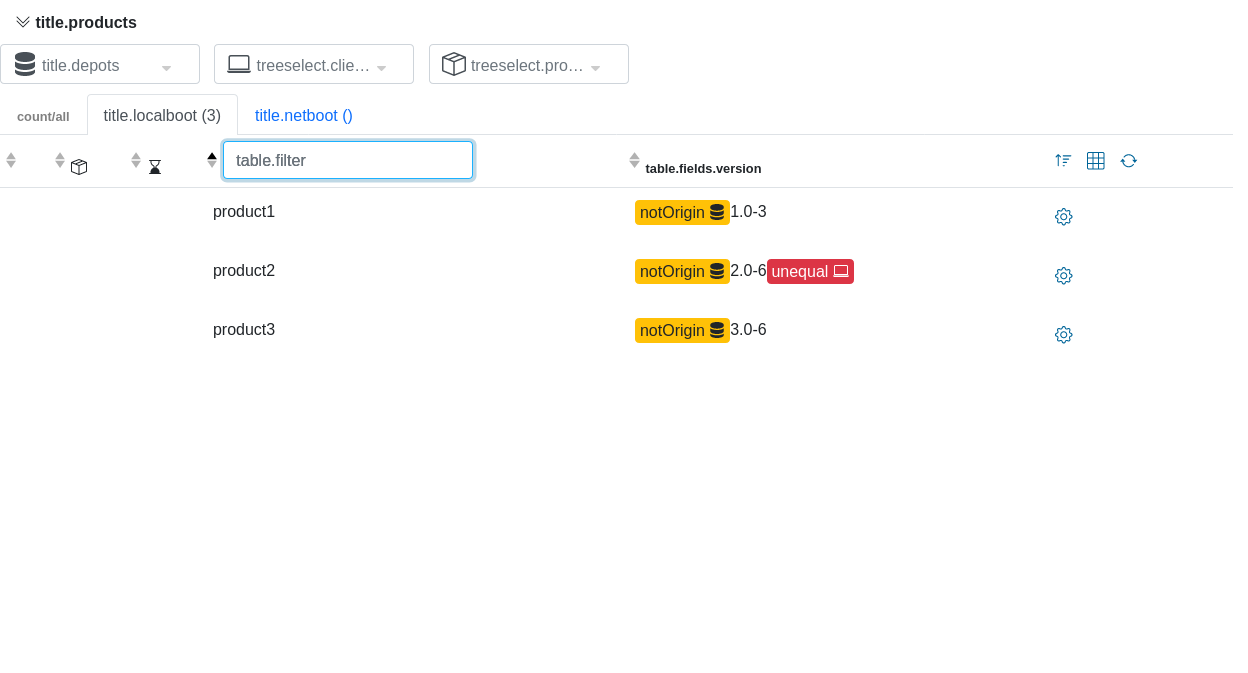 title.products
title.depots treeselect.clie… treeselect.pro…
count/all title.localboot (3) title.netboot ()
table.filter table.fields.version
product1 notOrigin 1.0-3
product2 notOrigin 2.0-6 unequal
product3 notOrigin 3.0-6